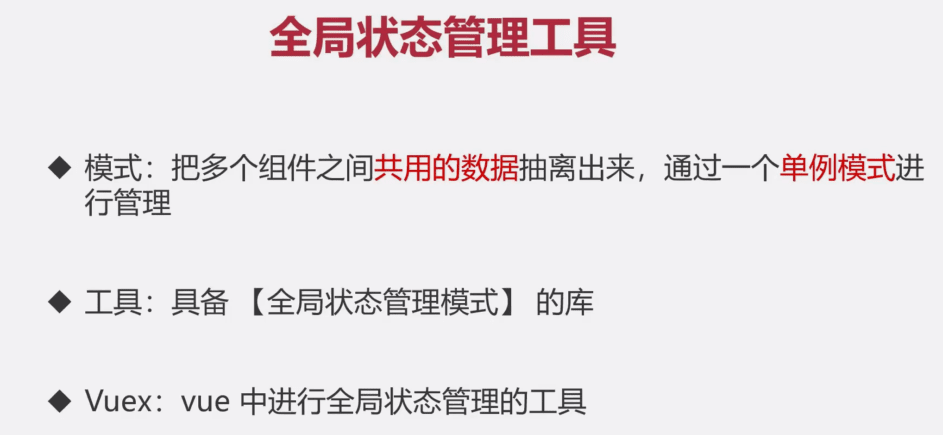 全局状态管理工具
◆ 模式：把多个组件之间共用的数据抽离出来，通过一个单例模式进
行管理
◆ 工具：具备 【全局状态管理模式】 的库
◆ Vuex：vue 中进行全局状态管理的工具